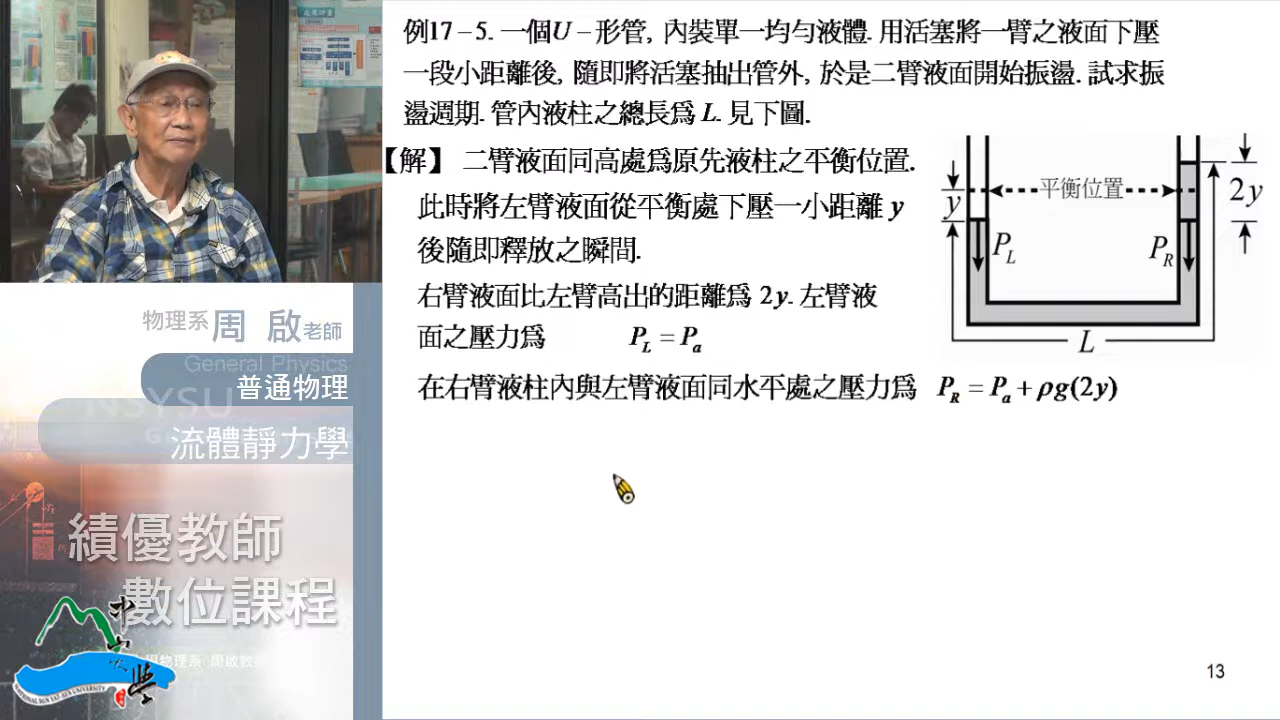 例17－5. 一個U－形管, 內裝單一均勻液體. 用活塞將一臂之液面下壓
一段小距離後, 隨即將活塞抽出管外, 於是二臂液面開始振盪. 試求振
盪週期. 管內液柱之總長為 L. 見下圖.
【解】 二臂液面同高處為原先液柱之平衡位置.
此時將左臂液面從平衡處下壓一小距離 y
後隨即釋放之瞬間.
右臂液面比左臂高出的距離為 2y. 左臂液
面之壓力為 P_L = P_a
在右臂液柱內與左臂液面同水平處之壓力為 P_R = P_a + ρg(2y)
平衡位置
y
2y
P_L
P_R
L
物理系 周 啟 老師
General Physics
普通物理
NSYSU
流體靜力學
績優教師
數位課程
13